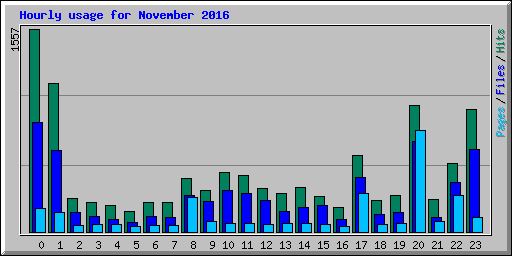 Hourly usage for November 2016
1557
Pages / Files / Hits
0 1 2 3 4 5 6 7 8 9 10 11 12 13 14 15 16 17 18 19 20 21 22 23